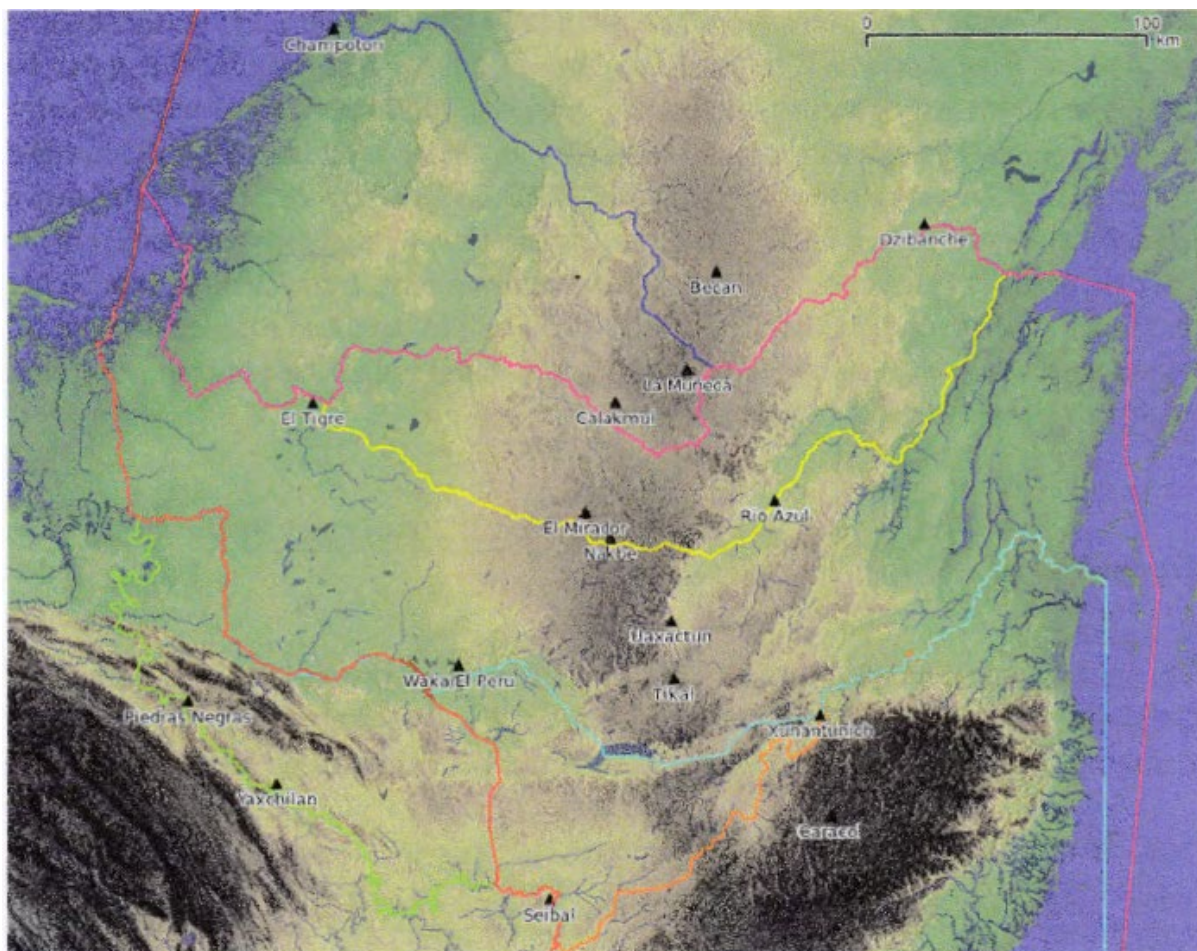 0 100
km
Champoton
Dzibanche
Becan
La Muñeca
El Tigre
Calakmul
El Mirador
Rio Azul
Nakbe
Uaxactun
Waka/El Peru
Tikal
Piedras Negras
Xunantunich
Yaxchilan
Caracol
Seibal